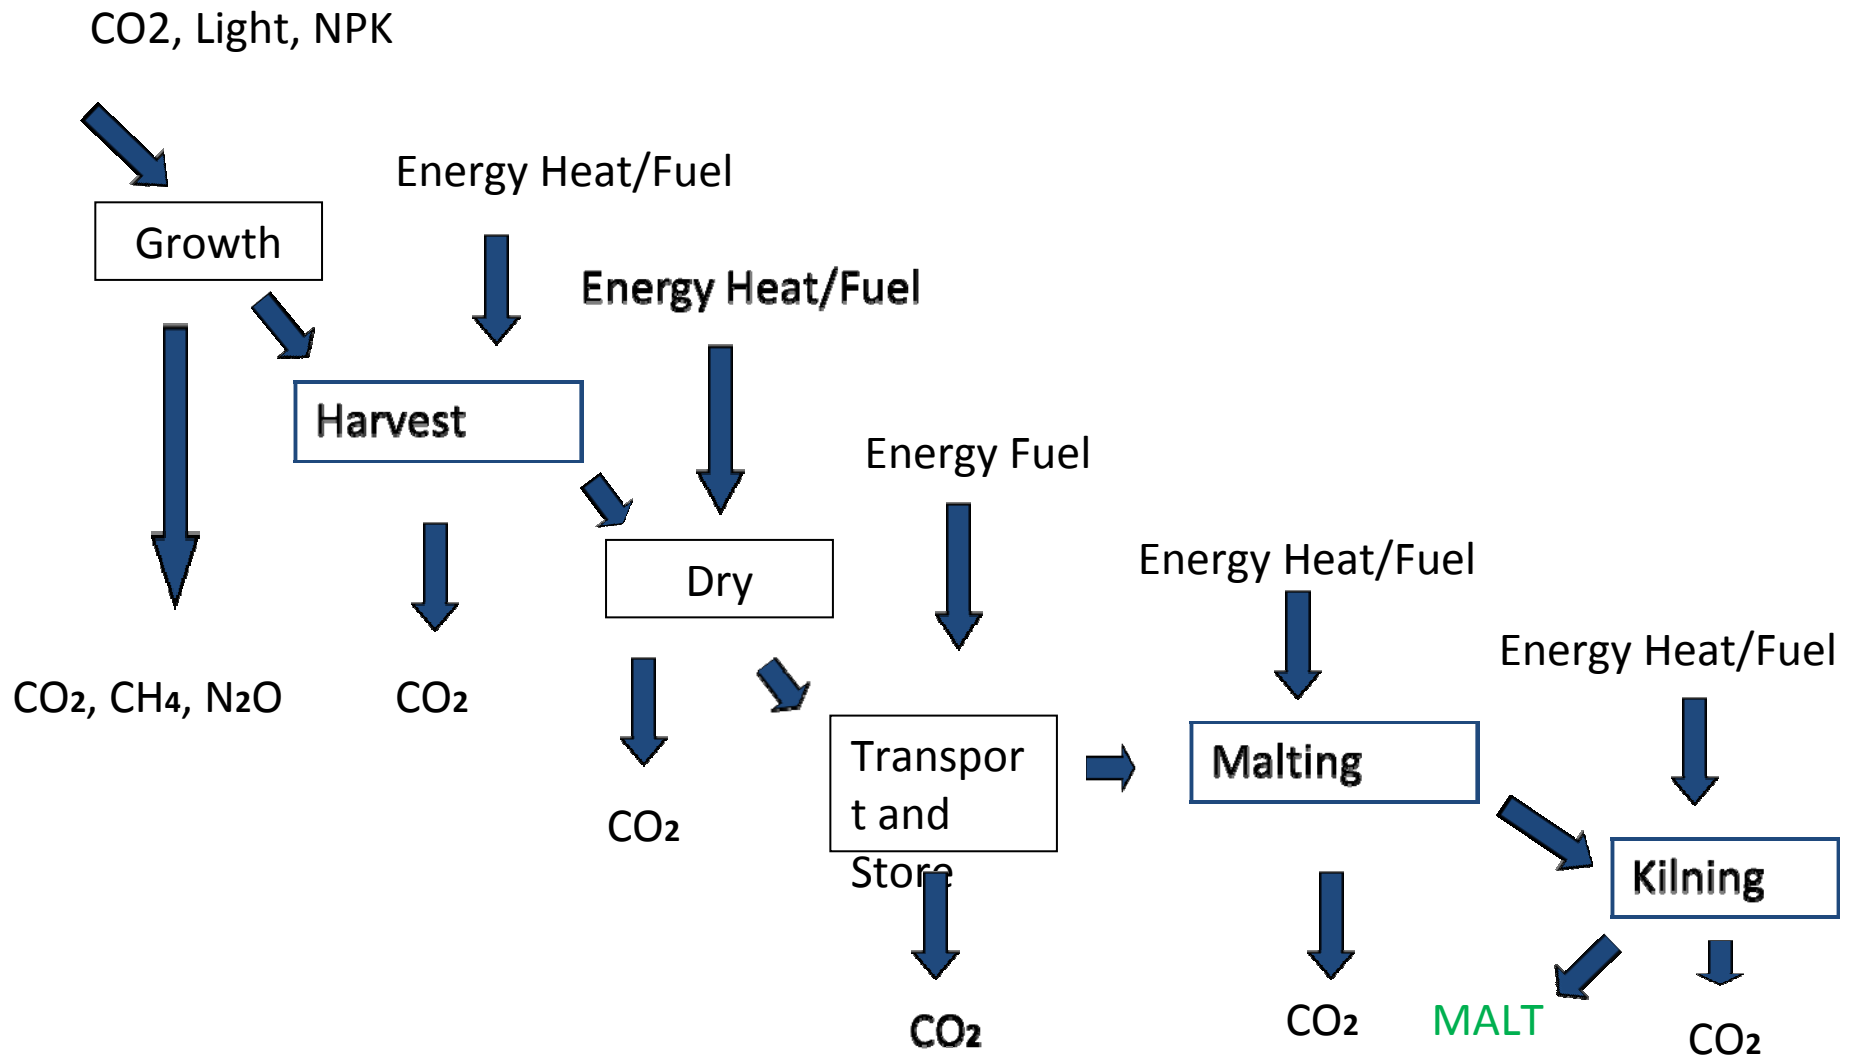 CO2, Light, NPK
Energy Heat/Fuel
Growth
Energy Heat/Fuel
Harvest
Energy Fuel
Dry
Energy Heat/Fuel
Energy Heat/Fuel
CO₂, CH₄, N₂O
CO₂
Transpor
t and
Store
Malting
CO₂
Kilning
CO₂
CO₂
MALT
CO₂